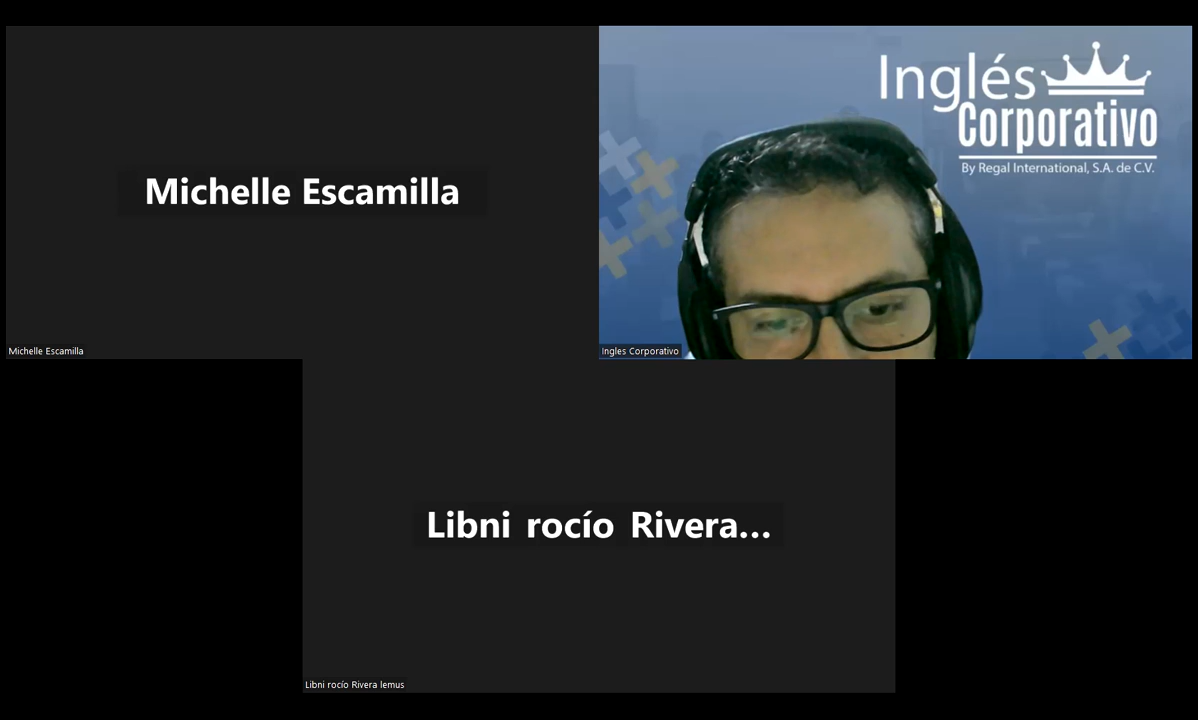 Michelle Escamilla
Michelle Escamilla
Inglés
Corporativo
By Regal International, S.A. de C.V.
Ingles Corporativo
Libni rocío Rivera...
Libni rocío Rivera lemus